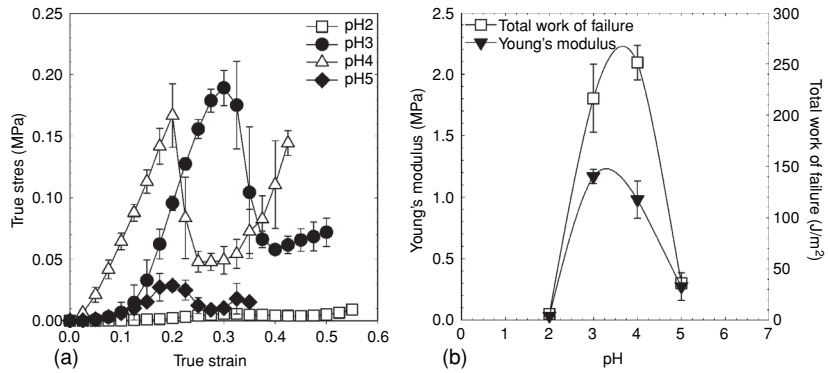 0.25
0.20
0.15
0.10
0.05
0.00
True stres (MPa)
pH2
pH3
pH4
pH5
0.0 0.1 0.2 0.3 0.4 0.5 0.6
(a)
True strain
3.0
2.5
2.0
1.5
1.0
0.5
0.0
Young's modulus (MPa)
Total work of failure
Young's modulus
300
250
200
150
100
50
0
Total work of failure (J/m2)
0 1 2 3 4 5 6 7
(b)
pH